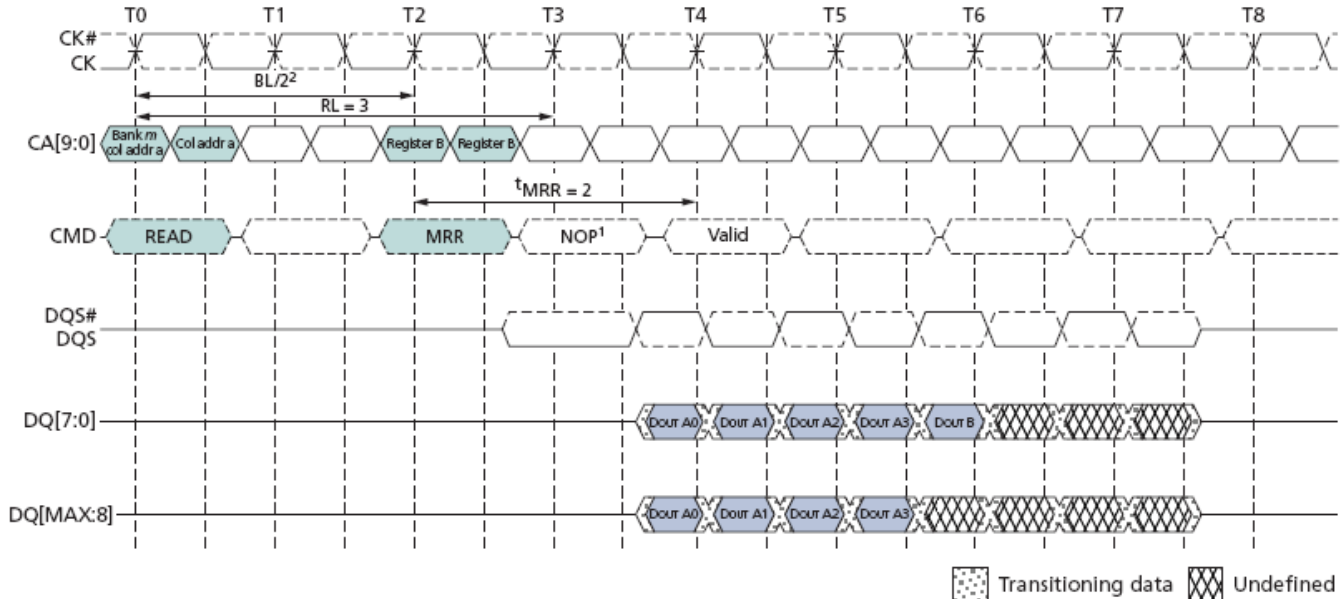 T0 T1 T2 T3 T4 T5 T6 T7 T8
CK#
CK
BL/2²
RL = 3
CA[9:0] Bank m col addr a Col addr a Register B Register B
tMRR = 2
CMD READ MRR NOP¹ Valid
DQS#
DQS
DQ[7:0] DOUT A0 DOUT A1 DOUT A2 DOUT A3 DOUT B
DQ[MAX:8] DOUT A0 DOUT A1 DOUT A2 DOUT A3
Transitioning data Undefined